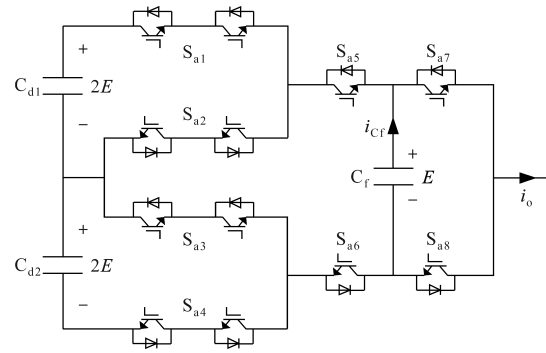 +
S_a1
S_a5
S_a7
C_d1
2E
S_a2
i_Cf
−
+
C_f
E
i_o
+
−
S_a3
S_a6
S_a8
C_d2
2E
S_a4
−